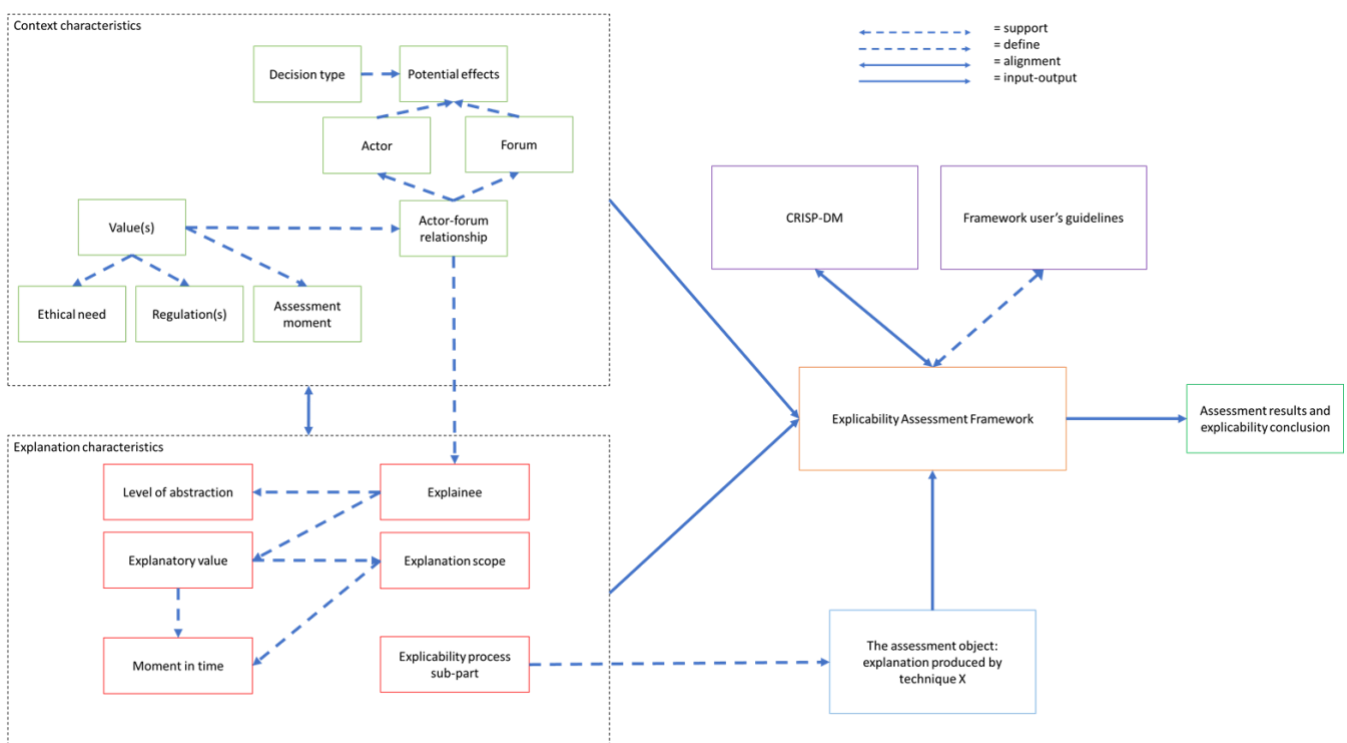 Context characteristics
= support
= define
= alignment
= input-output
Decision type
Potential effects
Actor
Forum
Value(s)
Actor-forum
relationship
Ethical need
Regulation(s)
Assessment
moment
CRISP-DM
Framework user's guidelines
Explicability Assessment Framework
Assessment results and
explicability conclusion
Explanation characteristics
Level of abstraction
Explainee
Explanatory value
Explanation scope
Moment in time
Explicability process
sub-part
The assessment object:
explanation produced by
technique X